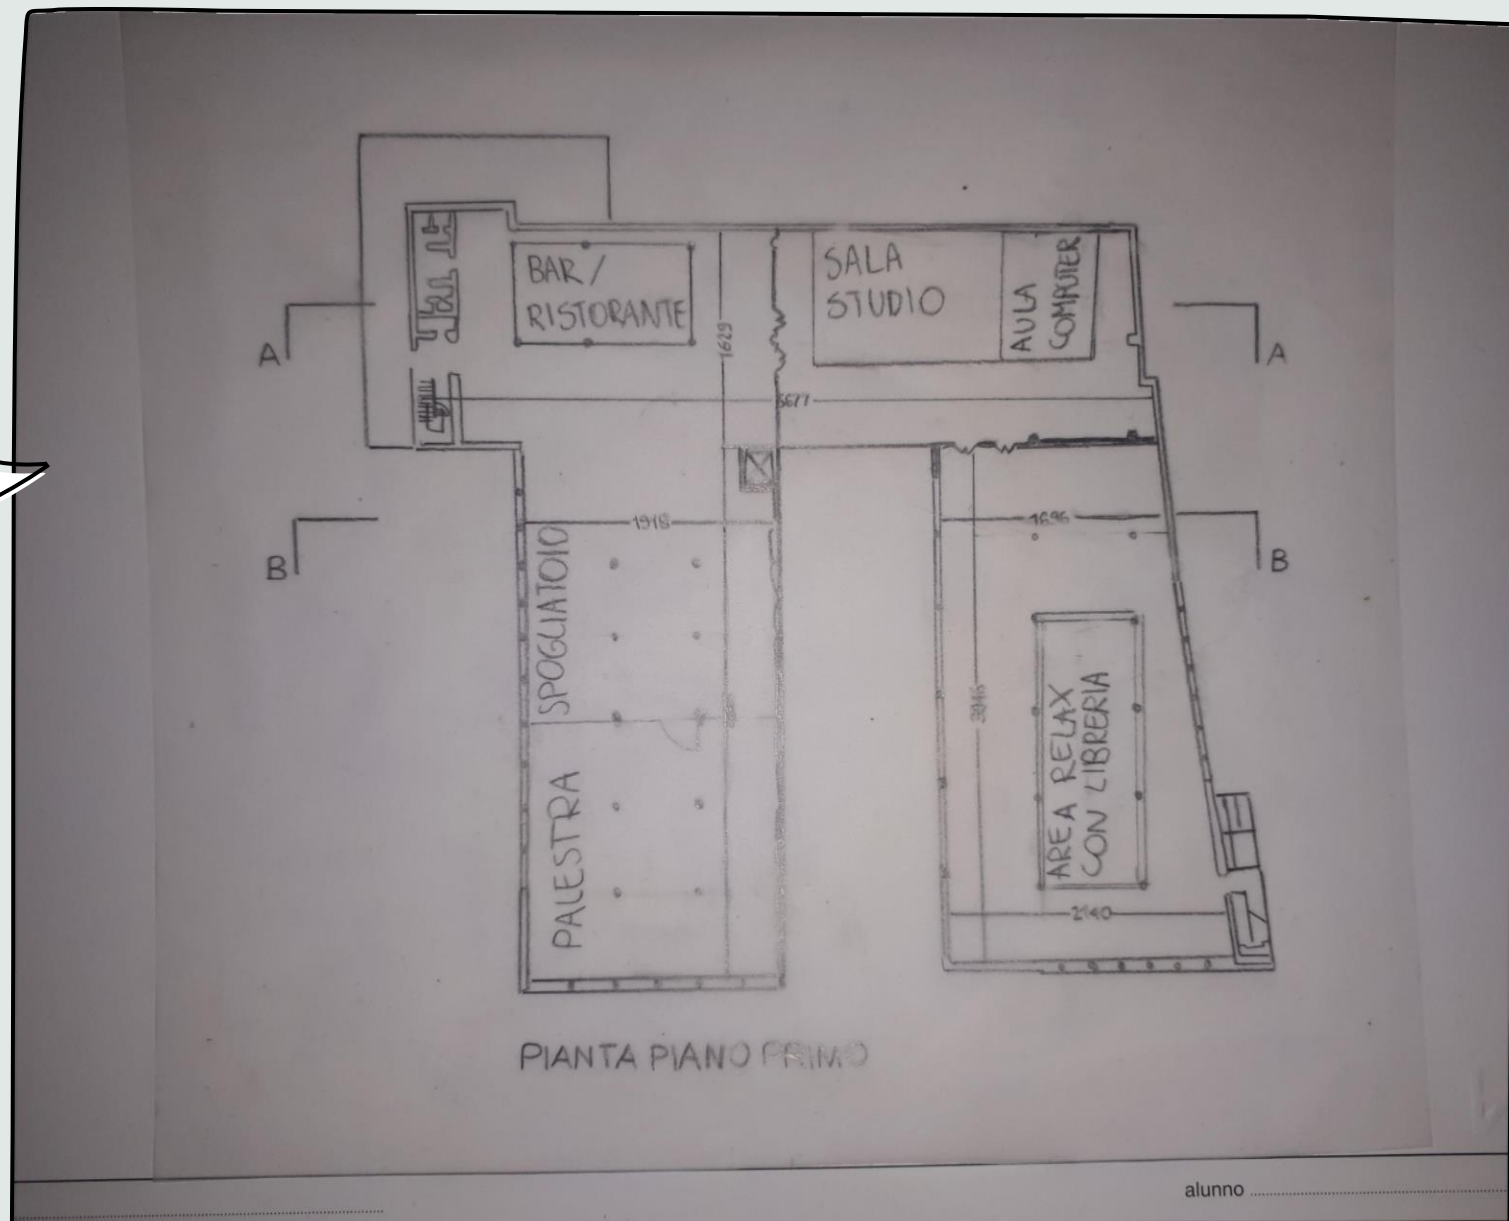 BAR/
RISTORANTE
SALA
STUDIO
AULA
COMPUTER
1629
A
A
5677
1918
1696
B
B
SPOGLIATOIO
PALESTRA
AREA RELAX
CON LIBRERIA
2140
PIANTA PIANO PRIMO
alunno